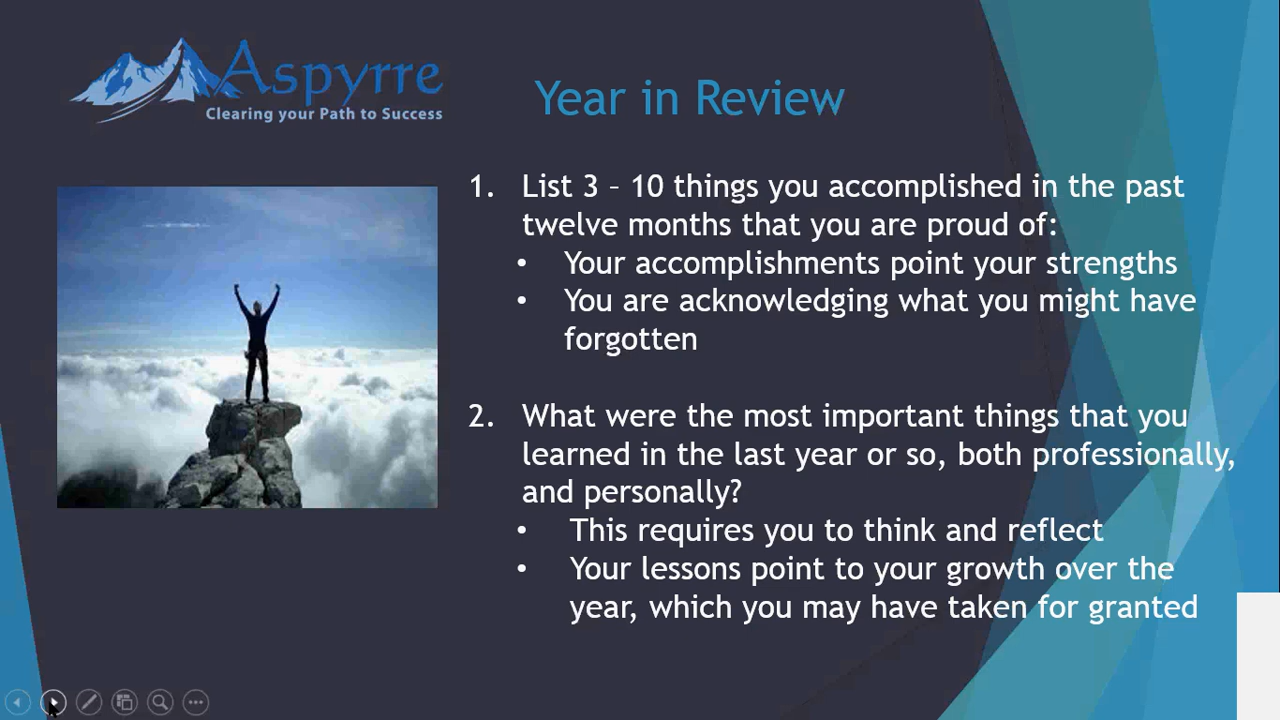 Aspyrre
Clearing your Path to Success
Year in Review
1. List 3 – 10 things you accomplished in the past
twelve months that you are proud of:
• Your accomplishments point your strengths
• You are acknowledging what you might have
forgotten
2. What were the most important things that you
learned in the last year or so, both professionally,
and personally?
• This requires you to think and reflect
• Your lessons point to your growth over the
year, which you may have taken for granted